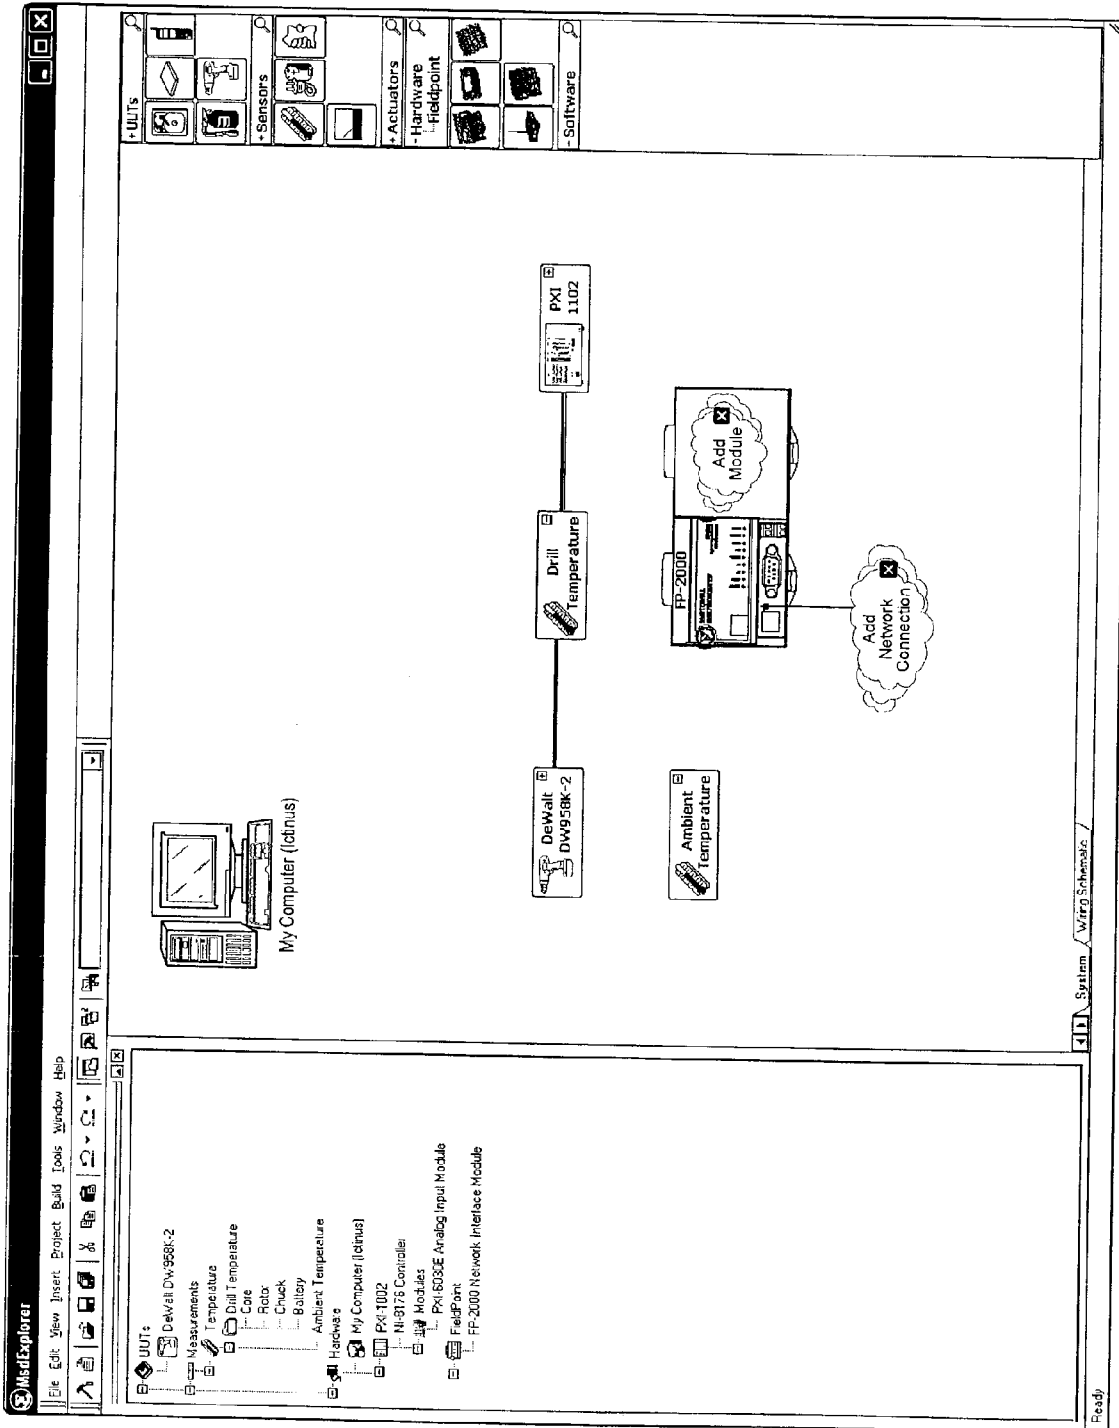 MsdExplorer
File Edit View Insert Project Build Tools Window Help
UUTs
DeWalt DW958K-2
Measurements
Temperature
Drill Temperature
Core
Rotor
Chuck
Battery
Ambient Temperature
Hardware
My Computer (Ictinus)
PXI-1002
NI-8176 Controller
Modules
PXI-6030E Analog Input Module
FieldPoint
FP-2000 Network Interface Module
My Computer (Ictinus)
DeWalt
DW958K-2
Drill
Temperature
PXI
1102
Ambient
Temperature
FP-2000
NATIONAL
INSTRUMENTS
Add
Module
Add
Network
Connection
+ UUTs
+ Sensors
+ Actuators
- Hardware
Fieldpoint
- Software
System
Wiring Schematic
Ready